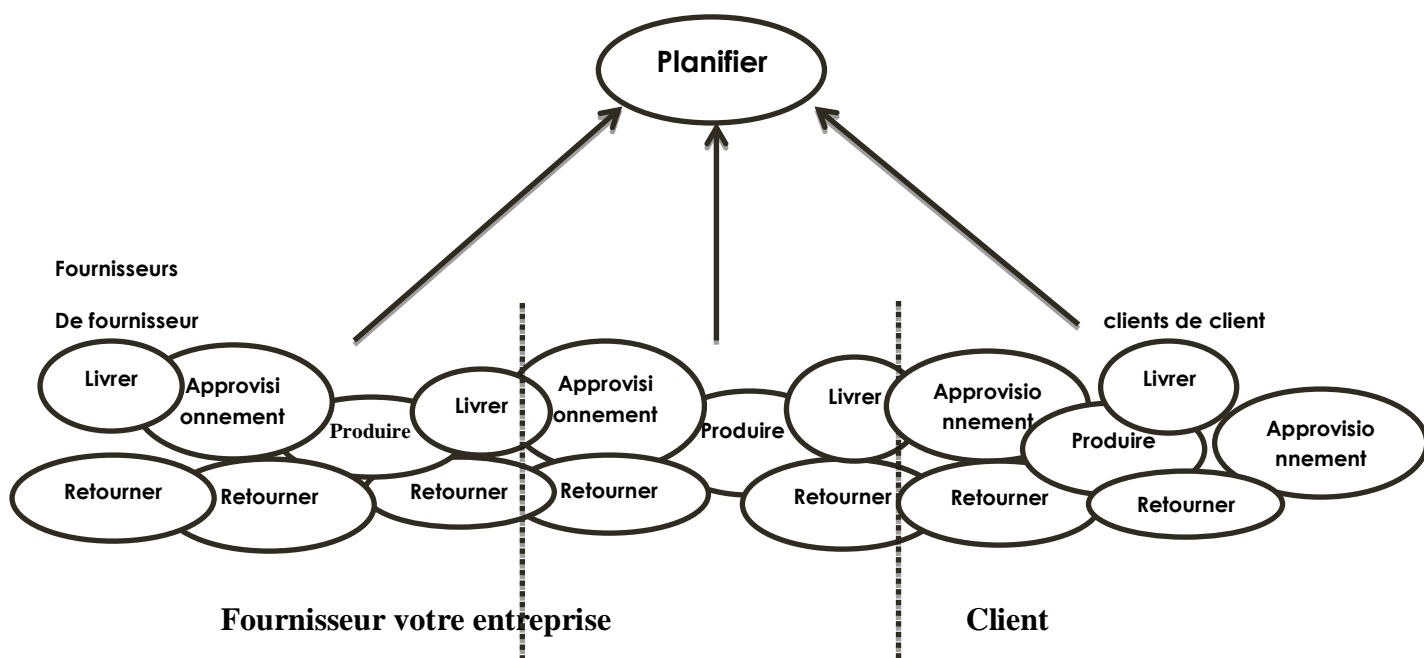 Planifier
Fournisseurs
De fournisseur
clients de client
Livrer
Approvisi
onnement
Produire
Livrer
Approvisi
onnement
Produire
Livrer
Approvisio
nnement
Produire
Livrer
Approvisio
nnement
Retourner
Retourner
Retourner
Retourner
Retourner
Retourner
Retourner
Fournisseur votre entreprise
Client